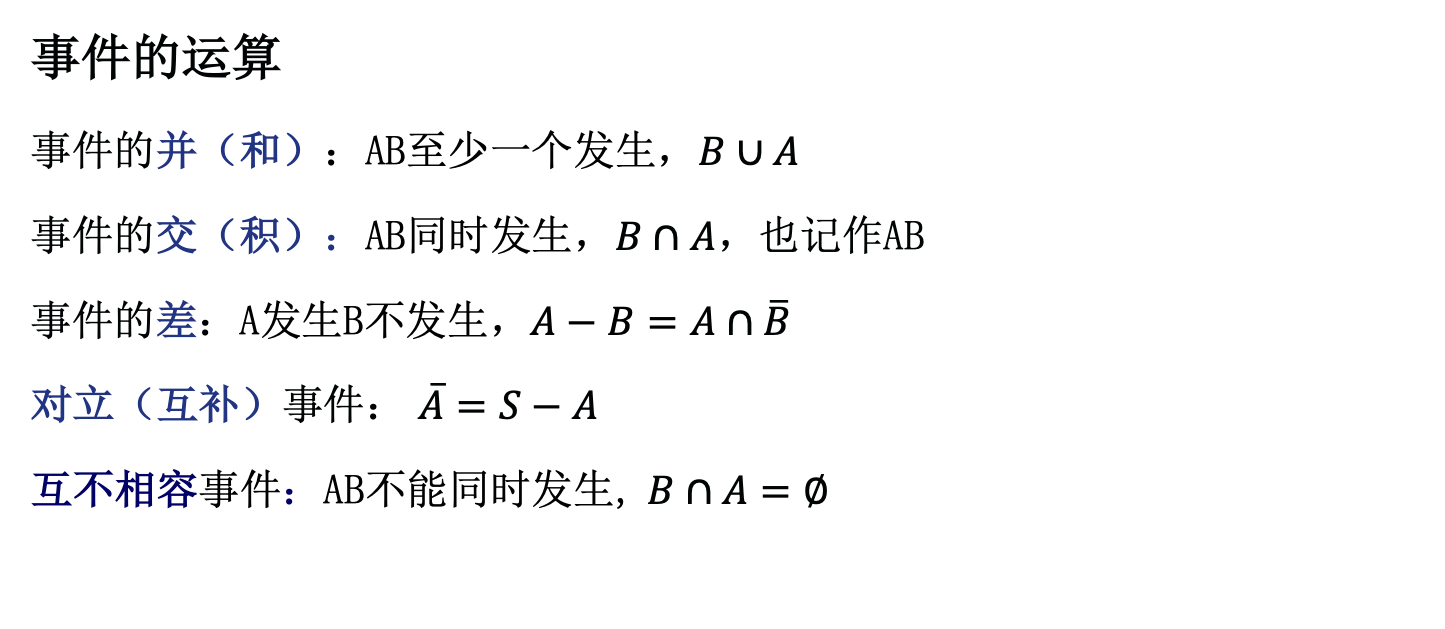 事件的运算
事件的并（和）：AB至少一个发生，B ∪ A
事件的交（积）：AB同时发生，B ∩ A，也记作AB
事件的差：A发生B不发生，A − B = A ∩ B̄
对立（互补）事件： Ā = S − A
互不相容事件：AB不能同时发生, B ∩ A = ∅